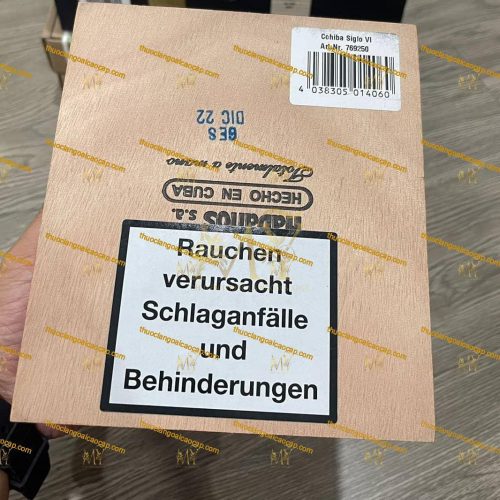 Cohiba Siglo VI
Art.Nr. 769250
4 038305 014060
GES
DIC 22
Totalmente a mano
HECHO EN CUBA
Habanos s.a.
Rauchen
verursacht
Schlaganfälle
und
Behinderungen
thuoclangoaicaocap.com